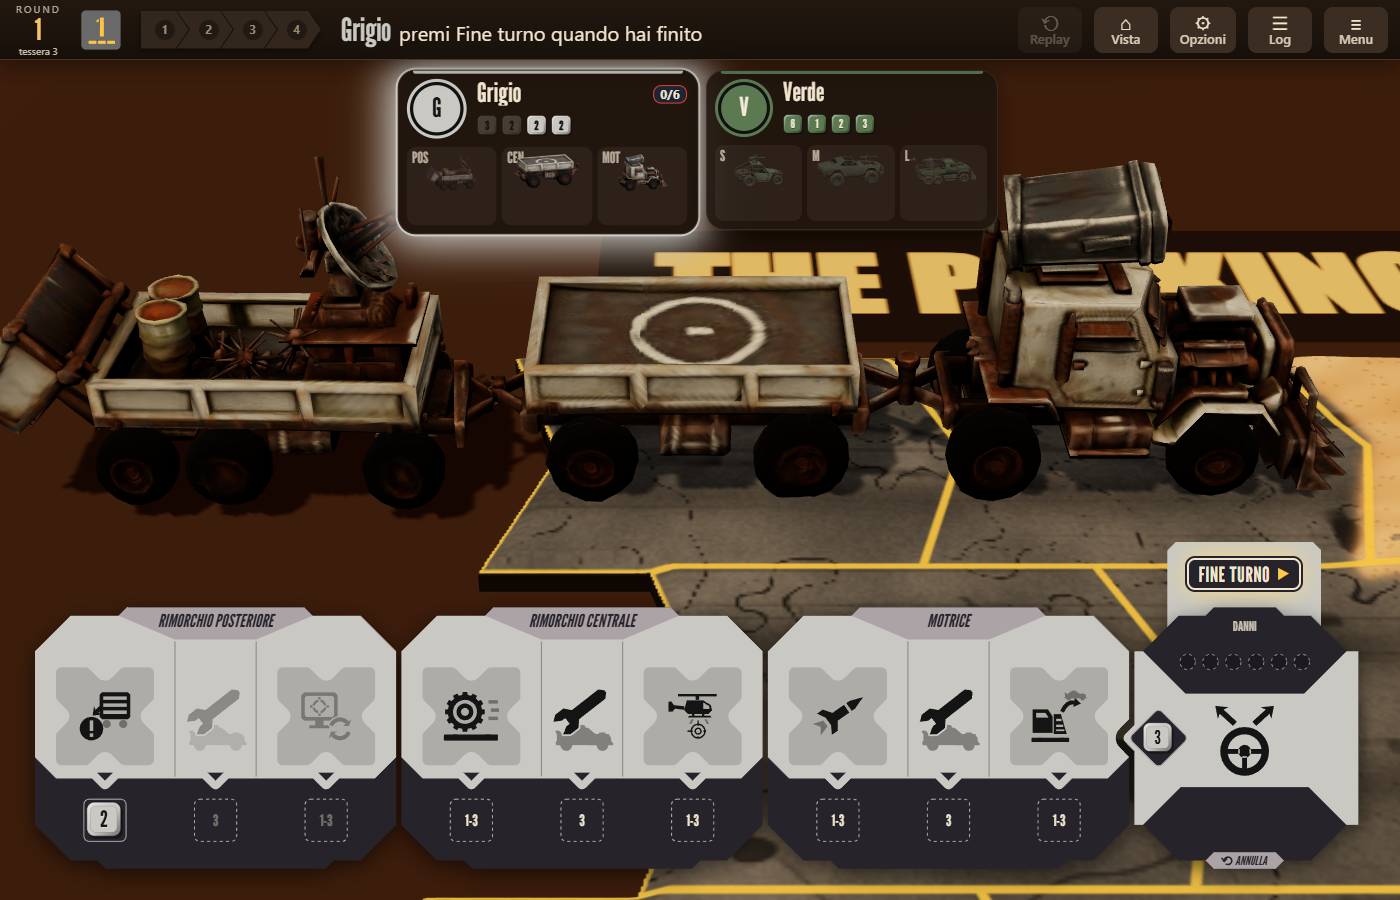 ROUND
1
tessera 3
1
1 2 3 4
Grigio premi Fine turno quando hai finito
Replay
Vista
Opzioni
Log
Menu
G
Grigio
0/6
3 2 2 2
POS
CEN
MOT
V
Verde
6 1 2 3
S
M
L
RIMORCHIO POSTERIORE
2
3
1-3
RIMORCHIO CENTRALE
1-3
3
1-3
MOTRICE
1-3
3
1-3
FINE TURNO
DANNI
3
ANNULLA